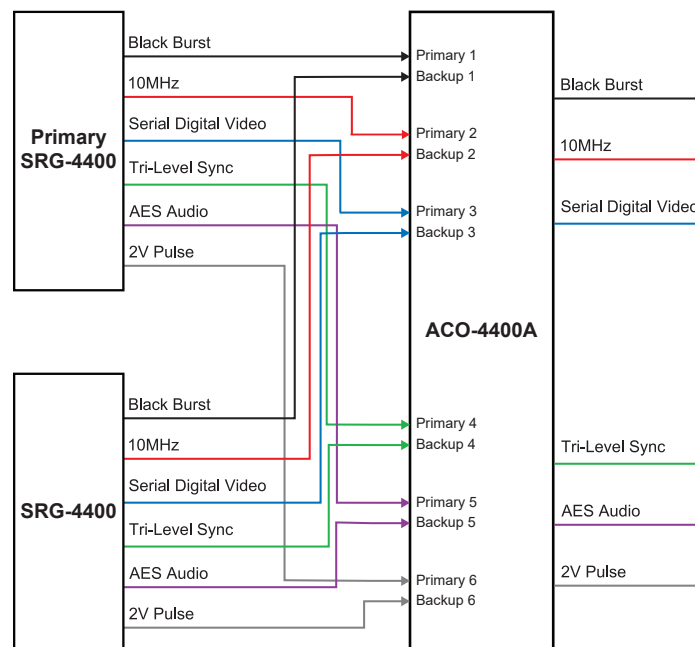 Black Burst
10MHz
Serial Digital Video
Tri-Level Sync
AES Audio
2V Pulse
Primary
SRG-4400
Black Burst
10MHz
Serial Digital Video
Tri-Level Sync
AES Audio
2V Pulse
SRG-4400
Primary 1
Backup 1
Primary 2
Backup 2
Primary 3
Backup 3
ACO-4400A
Primary 4
Backup 4
Primary 5
Backup 5
Primary 6
Backup 6
Black Burst
10MHz
Serial Digital Video
Tri-Level Sync
AES Audio
2V Pulse